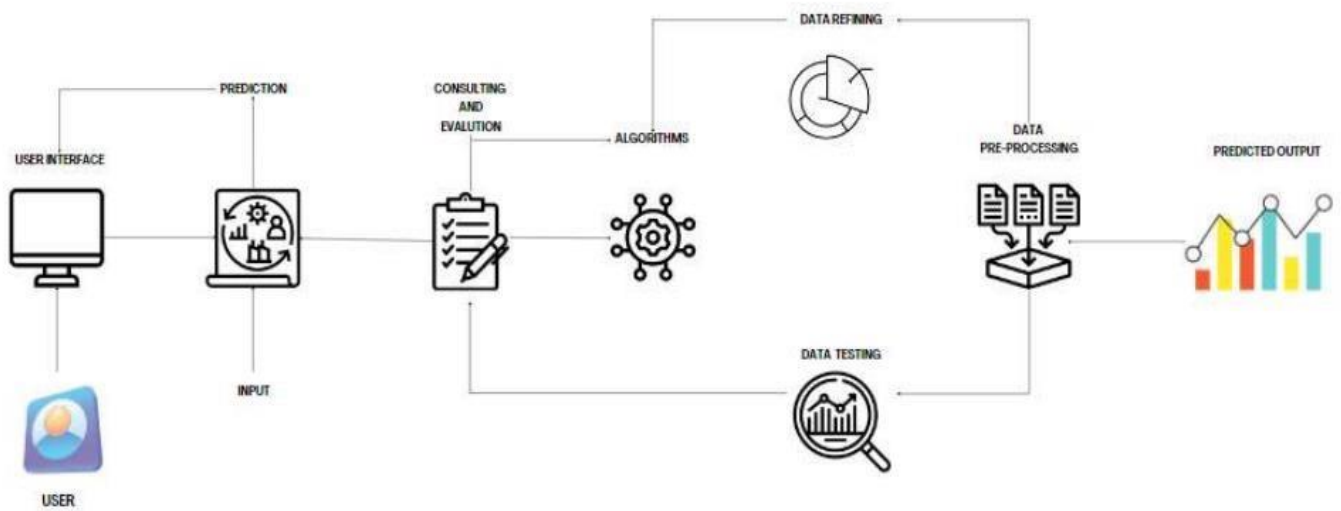 DATA REFINING
PREDICTION
CONSULTING
AND
EVALUTION
ALGORITHMS
DATA
PRE-PROCESSING
PREDICTED OUTPUT
USER INTERFACE
DATA TESTING
INPUT
USER